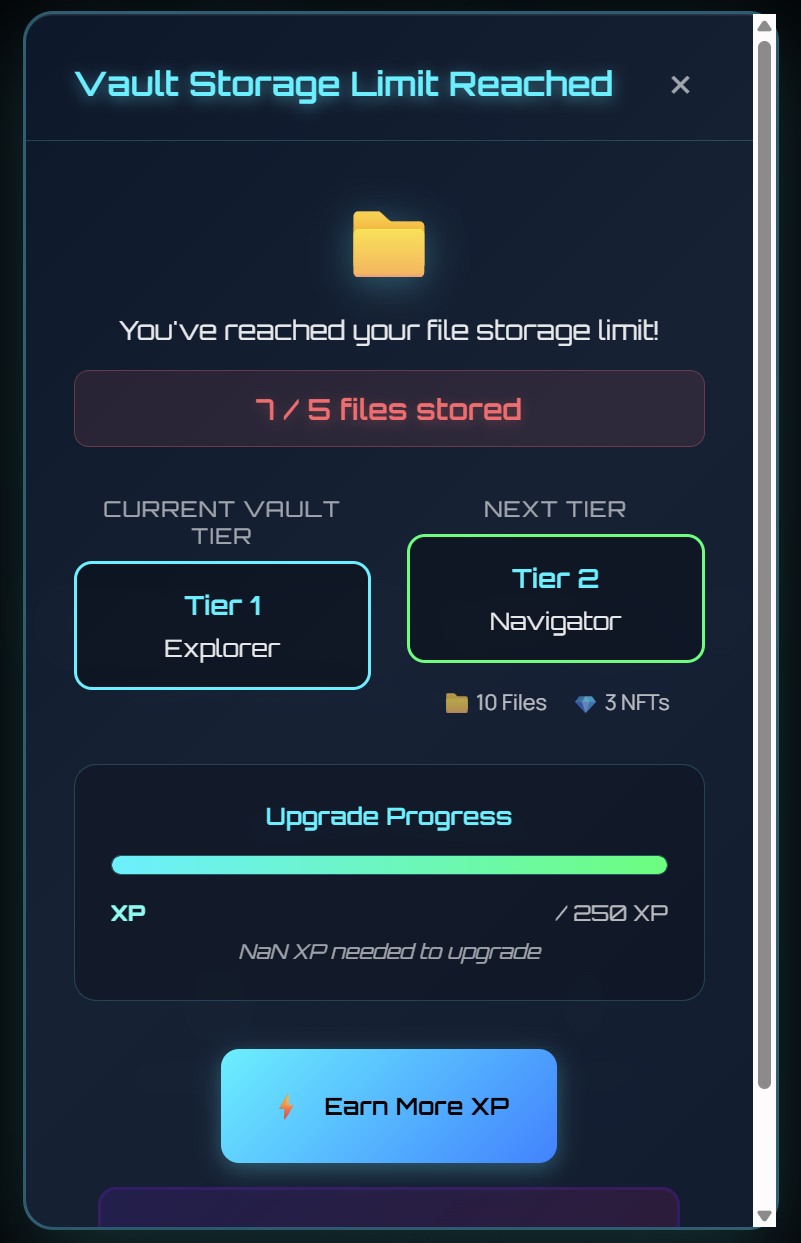 Vault Storage Limit Reached
You've reached your file storage limit!
7 / 5 files stored
CURRENT VAULT
TIER
Tier 1
Explorer
NEXT TIER
Tier 2
Navigator
10 Files
3 NFTs
Upgrade Progress
XP
/ 250 XP
NaN XP needed to upgrade
Earn More XP